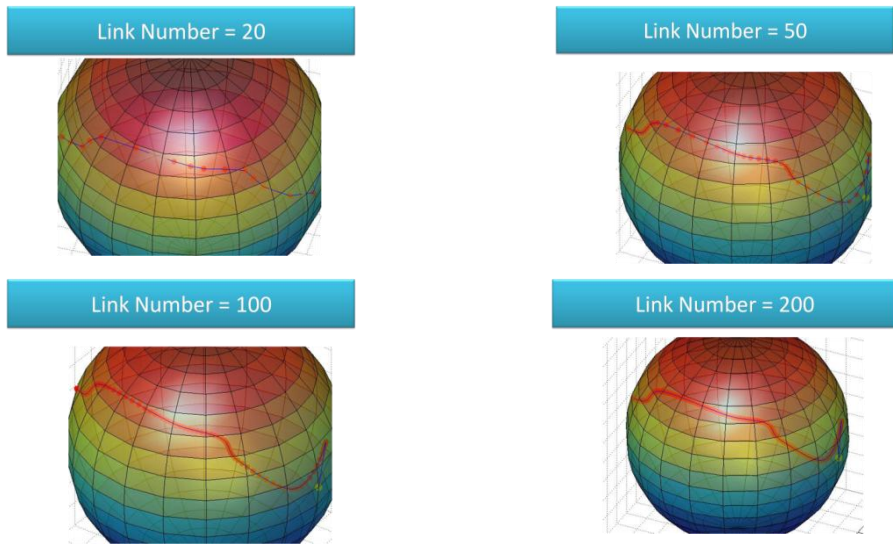 Link Number = 20
Link Number = 50
Link Number = 100
Link Number = 200